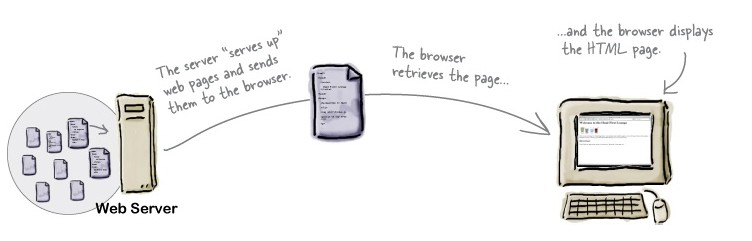 The server “serves up”
web pages and sends
them to the browser.
The browser
retrieves the page...
...and the browser displays
the HTML page.
Web Server